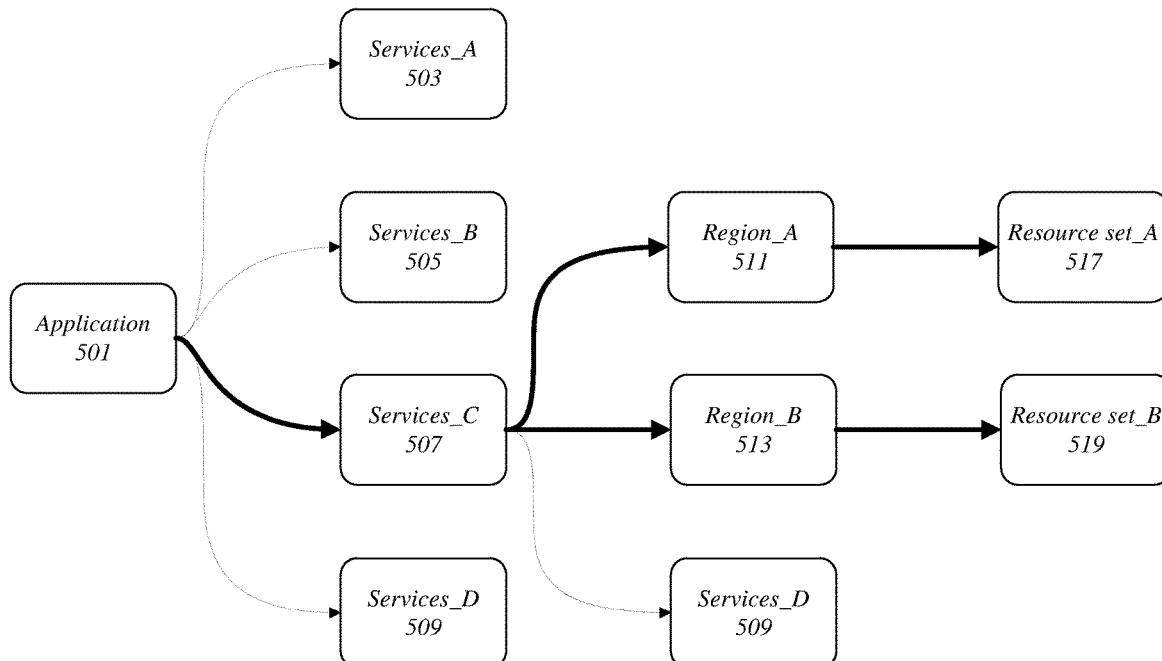 Services_A
503
Services_B
505
Region_A
511
Resource set_A
517
Application
501
Services_C
507
Region_B
513
Resource set_B
519
Services_D
509
Services_D
509